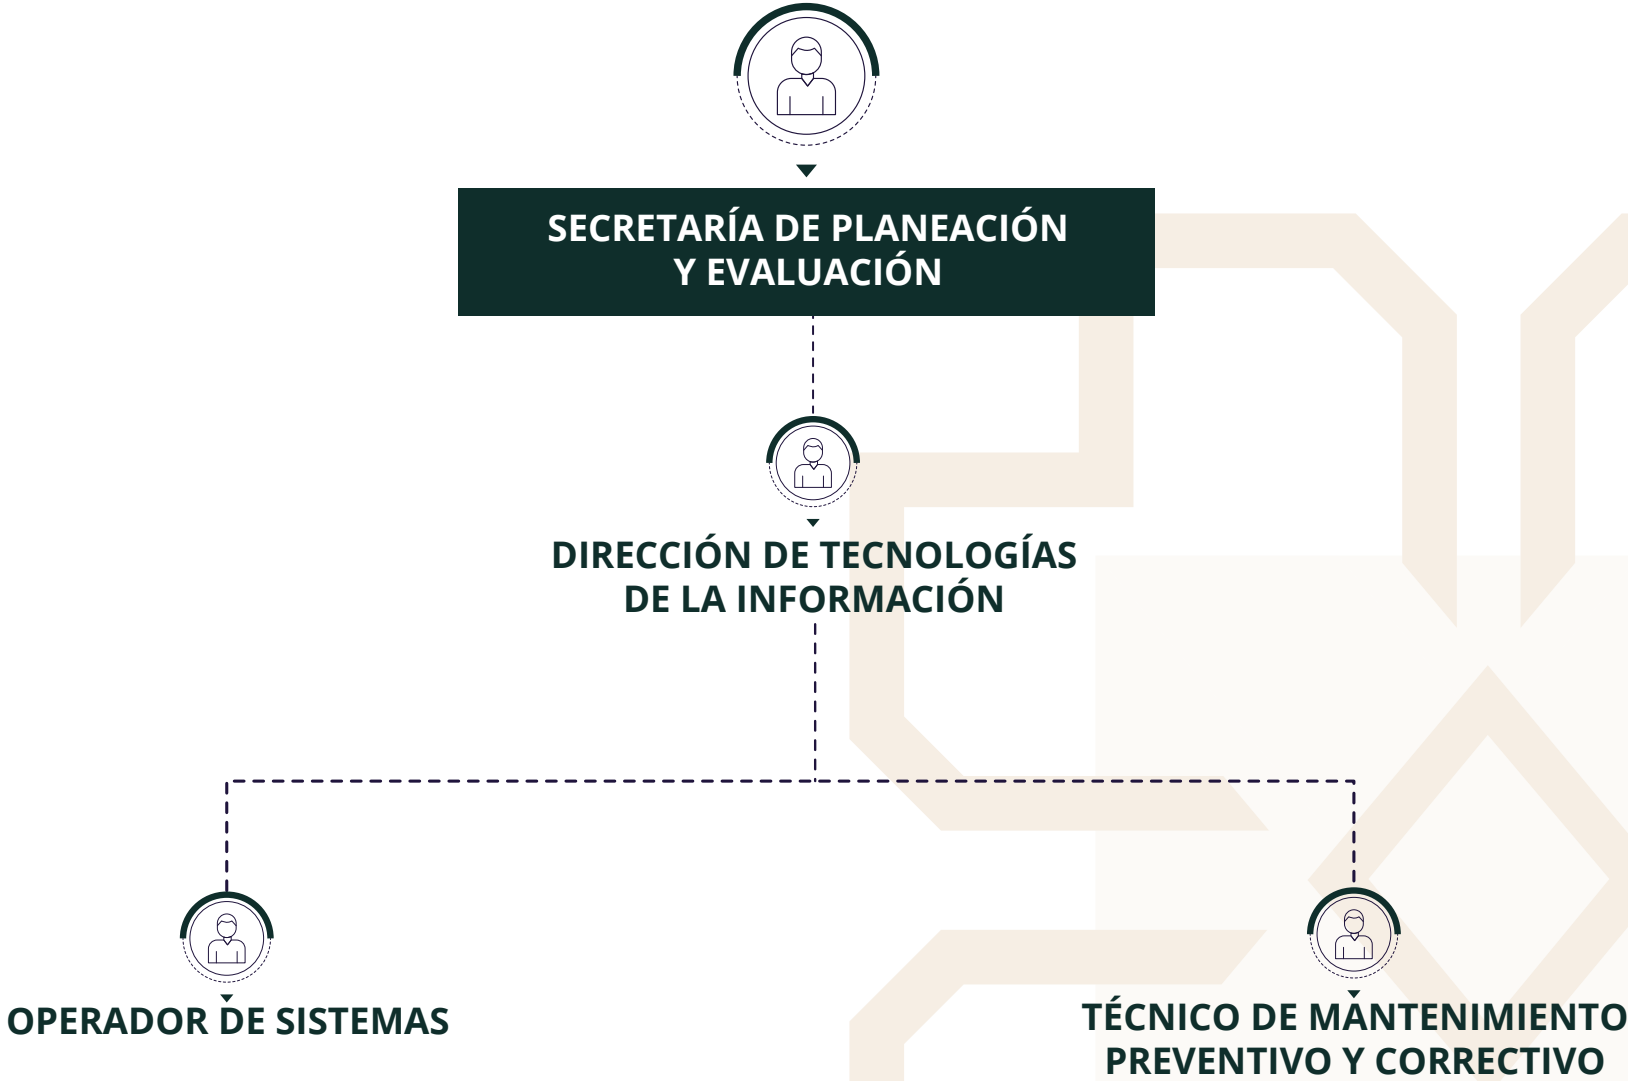 SECRETARÍA DE PLANEACIÓN
Y EVALUACIÓN
DIRECCIÓN DE TECNOLOGÍAS
DE LA INFORMACIÓN
OPERADOR DE SISTEMAS
TÉCNICO DE MANTENIMIENTO
PREVENTIVO Y CORRECTIVO